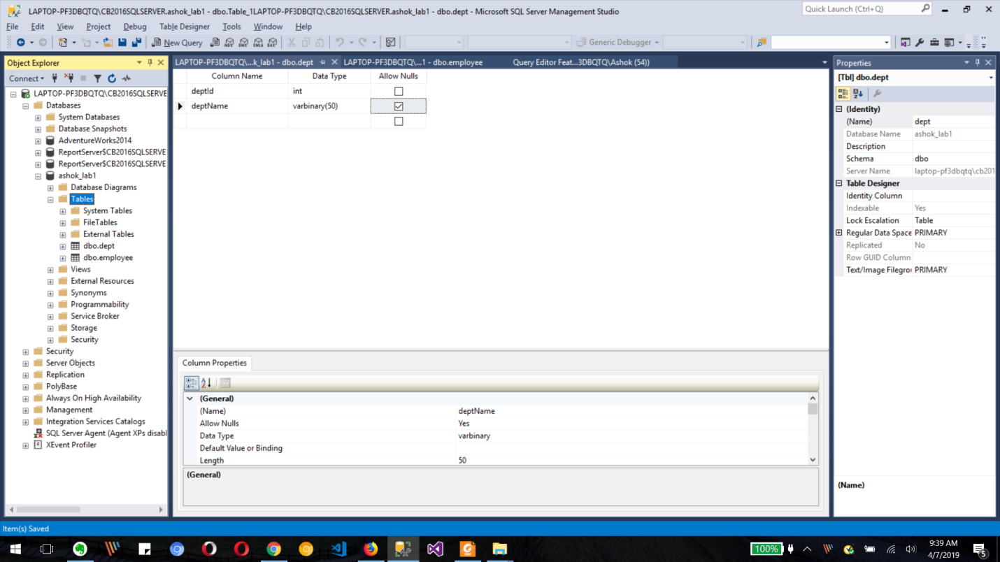 LAPTOP-PF3DBQTQ\CB2016SQLSERVER.ashok_lab1 - dbo.Table_1LAPTOP-PF3DBQTQ\CB2016SQLSERVER.ashok_lab1 - dbo.dept - Microsoft SQL Server Management Studio
Quick Launch (Ctrl+Q)
File Edit View Project Debug Table Designer Tools Window Help
New Query MDX DMX XMLA DAX Generic Debugger
Object Explorer
Connect
LAPTOP-PF3DBQTQ\CB2016SQLSERVE
Databases
System Databases
Database Snapshots
AdventureWorks2014
ReportServer$CB2016SQLSERVE
ReportServer$CB2016SQLSERVE
ashok_lab1
Database Diagrams
Tables
System Tables
FileTables
External Tables
dbo.dept
dbo.employee
Views
External Resources
Synonyms
Programmability
Service Broker
Storage
Security
Security
Server Objects
Replication
PolyBase
Always On High Availability
Management
Integration Services Catalogs
SQL Server Agent (Agent XPs disabl
XEvent Profiler
LAPTOP-PF3DBQTQ\...k_lab1 - dbo.dept LAPTOP-PF3DBQTQ\...1 - dbo.employee Query Editor Feat...3DBQTQ\Ashok (54))
Column Name Data Type Allow Nulls
deptId int
deptName varbinary(50)
Column Properties
(General)
(Name) deptName
Allow Nulls Yes
Data Type varbinary
Default Value or Binding
Length 50
(General)
Properties
[Tbl] dbo.dept
(Identity)
(Name) dept
Database Name ashok_lab1
Description
Schema dbo
Server Name laptop-pf3dbqtq\cb201
Table Designer
Identity Column
Indexable Yes
Lock Escalation Table
Regular Data Space PRIMARY
Replicated No
Row GUID Column
Text/Image Filegrou PRIMARY
(Name)
Item(s) Saved
100%
9:39 AM
4/7/2019
5